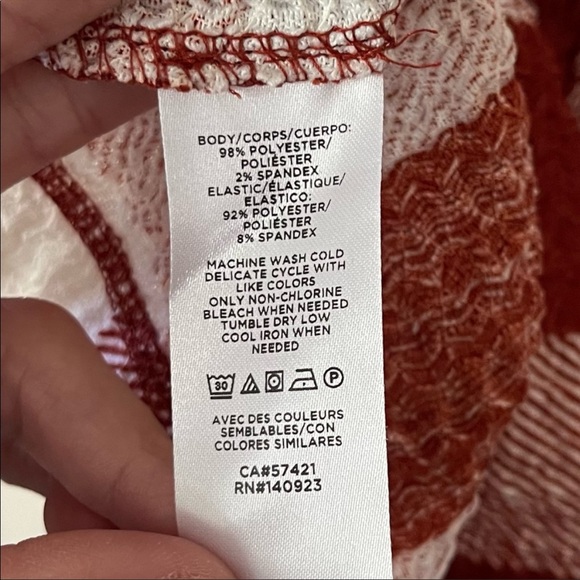 BODY/CORPS/CUERPO:
98% POLYESTER/
POLIÉSTER
2% SPANDEX
ELASTIC/ÉLASTIQUE/
ELASTICO:
92% POLYESTER/
POLIÉSTER
8% SPANDEX
MACHINE WASH COLD
DELICATE CYCLE WITH
LIKE COLORS
ONLY NON-CHLORINE
BLEACH WHEN NEEDED
TUMBLE DRY LOW
COOL IRON WHEN
NEEDED
30 P
AVEC DES COULEURS
SEMBLABLES/CON
COLORES SIMILARES
CA#57421
RN#140923